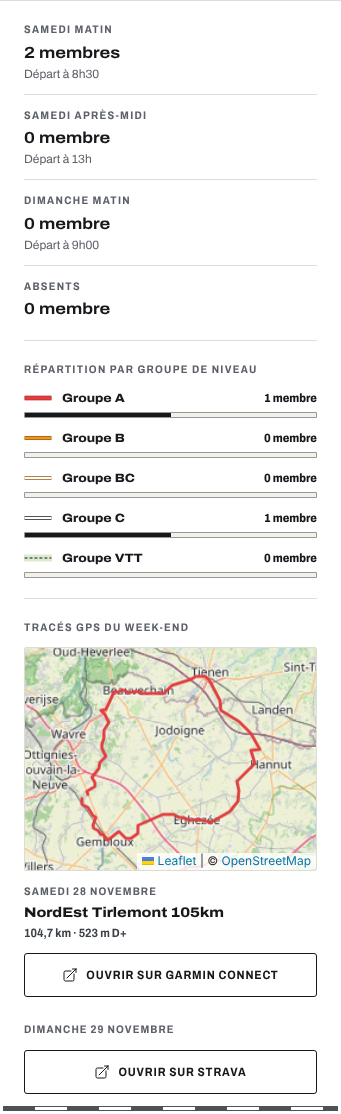 SAMEDI MATIN
2 membres
Départ à 8h30
SAMEDI APRÈS-MIDI
0 membre
Départ à 13h
DIMANCHE MATIN
0 membre
Départ à 9h00
ABSENTS
0 membre
RÉPARTITION PAR GROUPE DE NIVEAU
Groupe A 1 membre
Groupe B 0 membre
Groupe BC 0 membre
Groupe C 1 membre
Groupe VTT 0 membre
TRACÉS GPS DU WEEK-END
Oud-Heverlee
Tienen
Sint-T
Beauvechain
verijse
Landen
Wavre
Jodoigne
Ottignies-
ouvain-la-
Neuve
Hannut
Eghezée
Gembloux
illers
Leaflet | © OpenStreetMap
SAMEDI 28 NOVEMBRE
NordEst Tirlemont 105km
104,7 km · 523 m D+
OUVRIR SUR GARMIN CONNECT
DIMANCHE 29 NOVEMBRE
OUVRIR SUR STRAVA